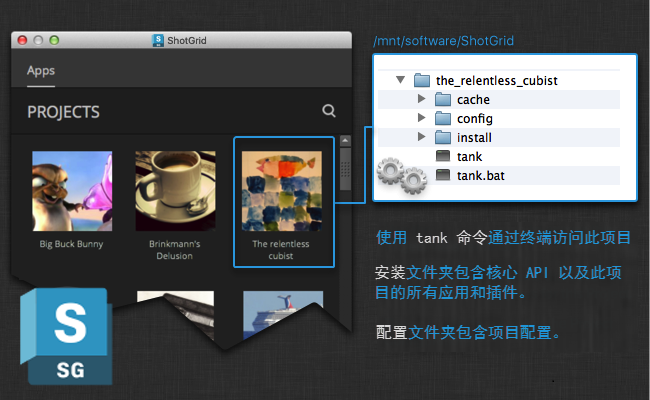 ShotGrid
Apps
PROJECTS
Big Buck Bunny
Brinkmann's
Delusion
The relentless
cubist
S
SG
/mnt/software/ShotGrid
the_relentless_cubist
cache
config
install
tank
tank.bat
使用 tank 命令通过终端访问此项目
安装文件夹包含核心 API 以及此项
目的所有应用和插件。
配置文件夹包含项目配置。